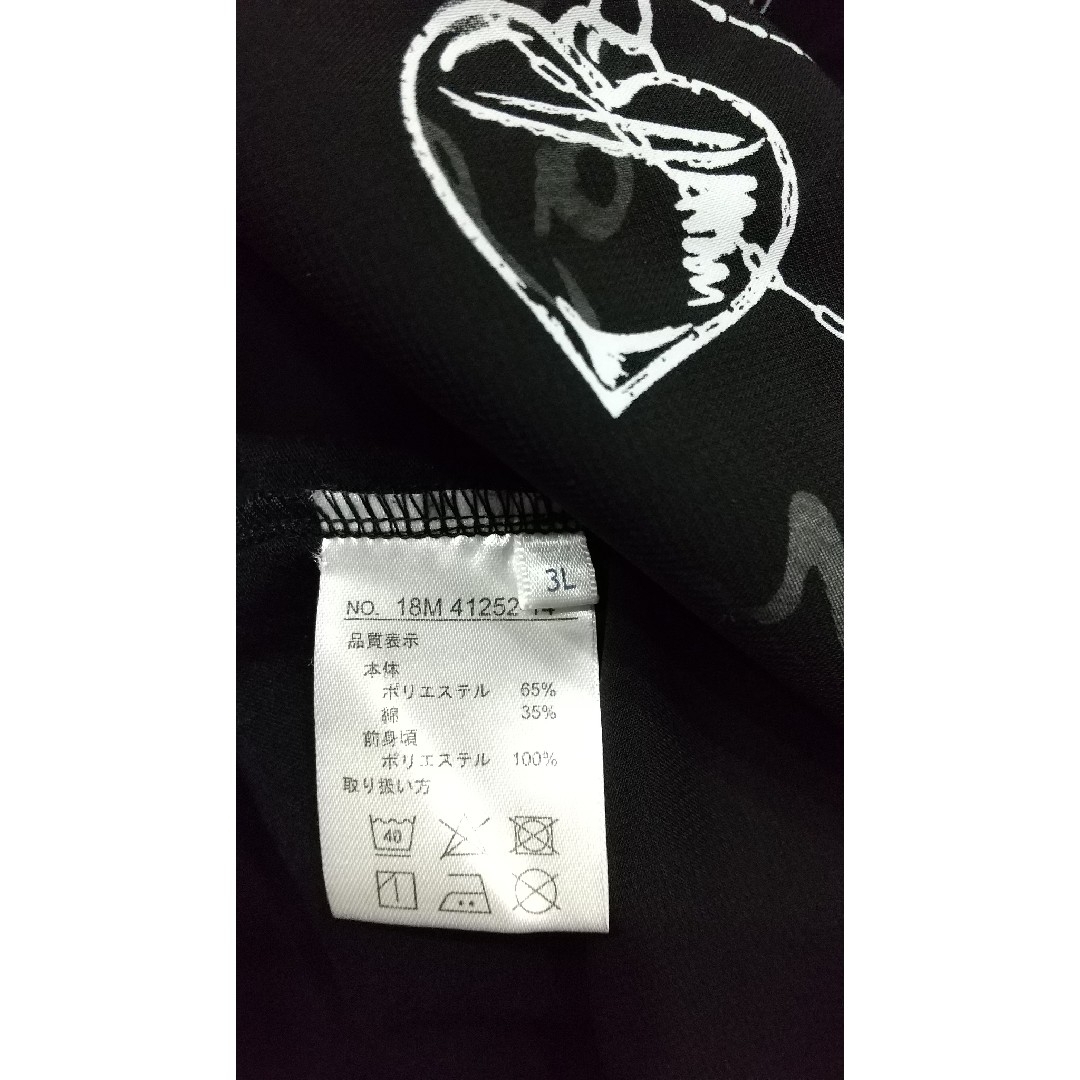 3L
NO. 18M 41252-14
品質表示
本体
ポリエステル 65%
綿 35%
前身頃
ポリエステル 100%
取り扱い方
40